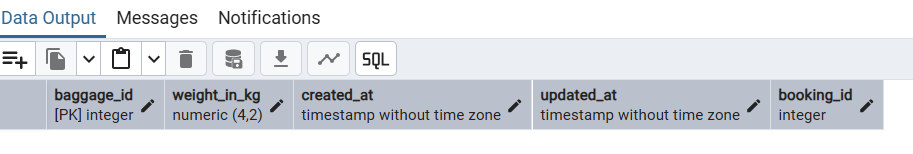 Data Output Messages Notifications
SQL
baggage_id weight_in_kg created_at updated_at booking_id
[PK] integer numeric (4,2) timestamp without time zone timestamp without time zone integer